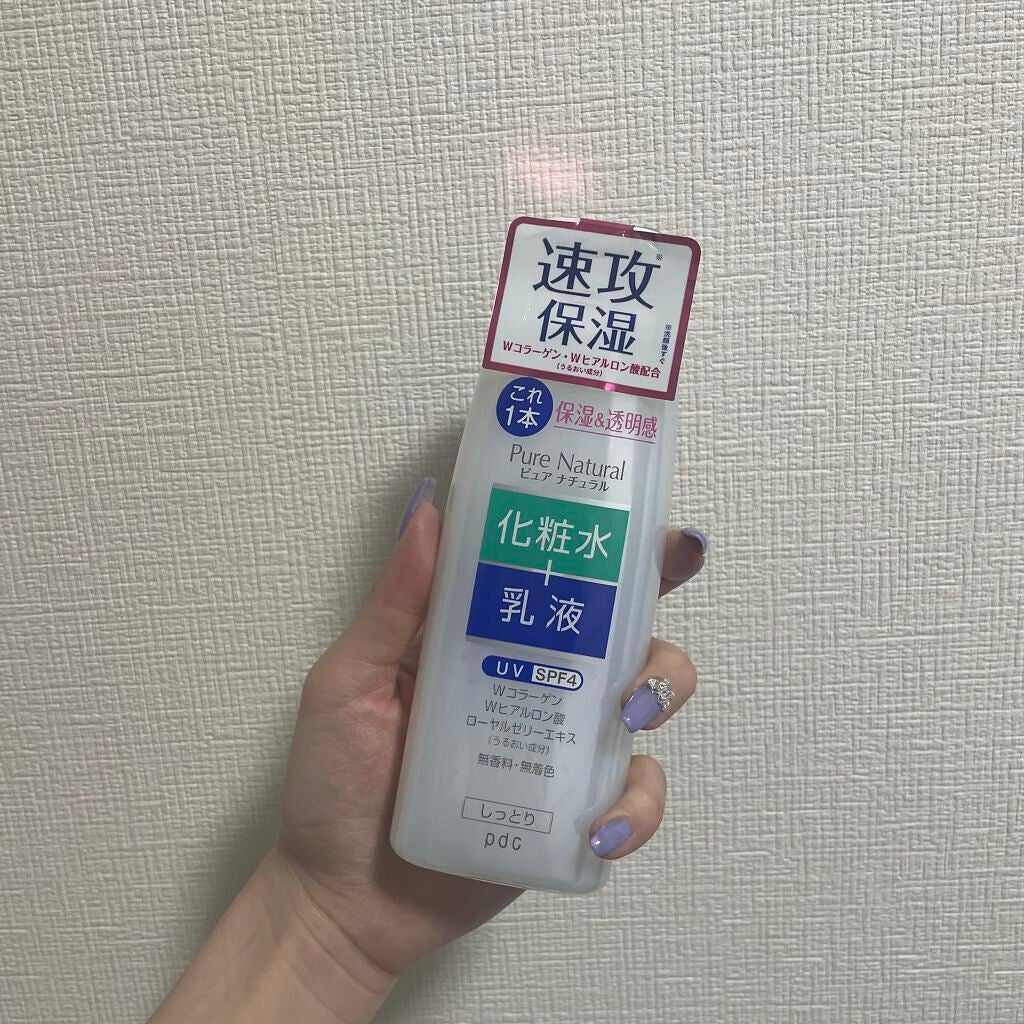 速攻※
保湿
※洗顔後すぐ
Wコラーゲン・Wヒアルロン酸配合
(うるおい成分)
これ
1本
保湿&透明感
Pure Natural
ピュア ナチュラル
化粧水
+
乳液
UV SPF4
Wコラーゲン
Wヒアルロン酸
ローヤルゼリーエキス
(うるおい成分)
無香料・無着色
しっとり
pdc